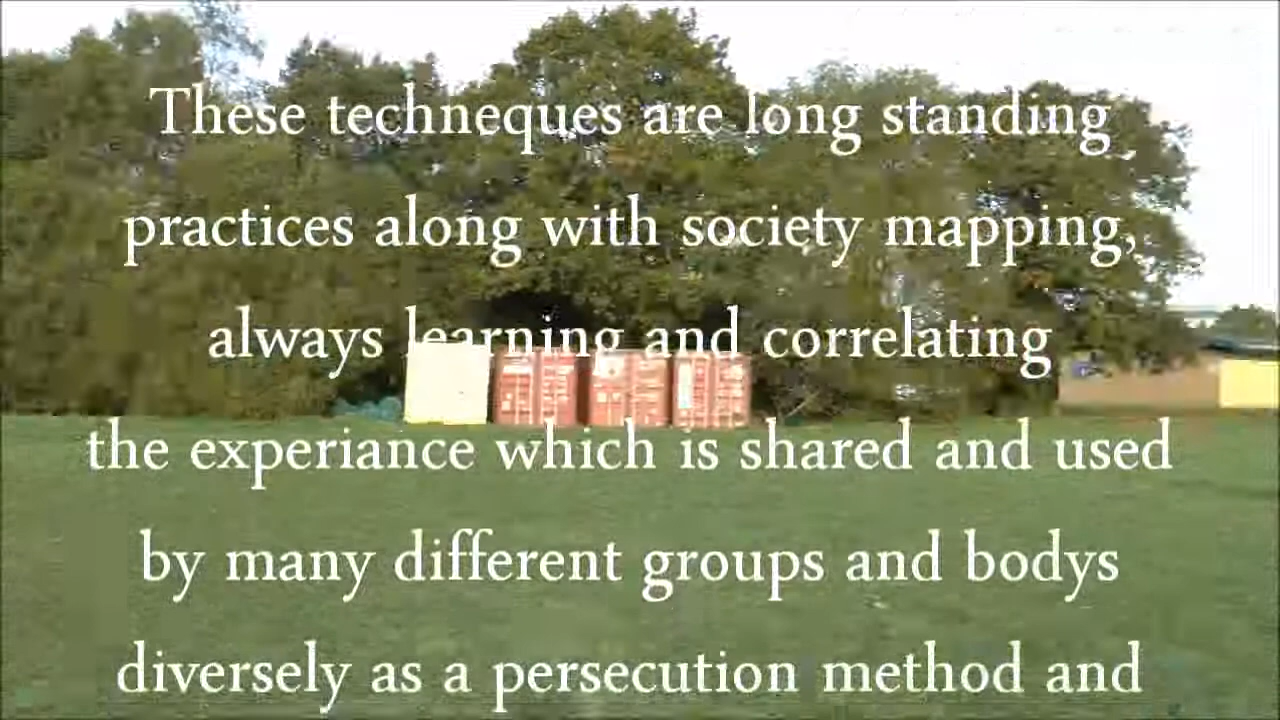 These techneques are long standing
practices along with society mapping,
always learning and correlating
the experiance which is shared and used
by many different groups and bodys
diversely as a persecution method and